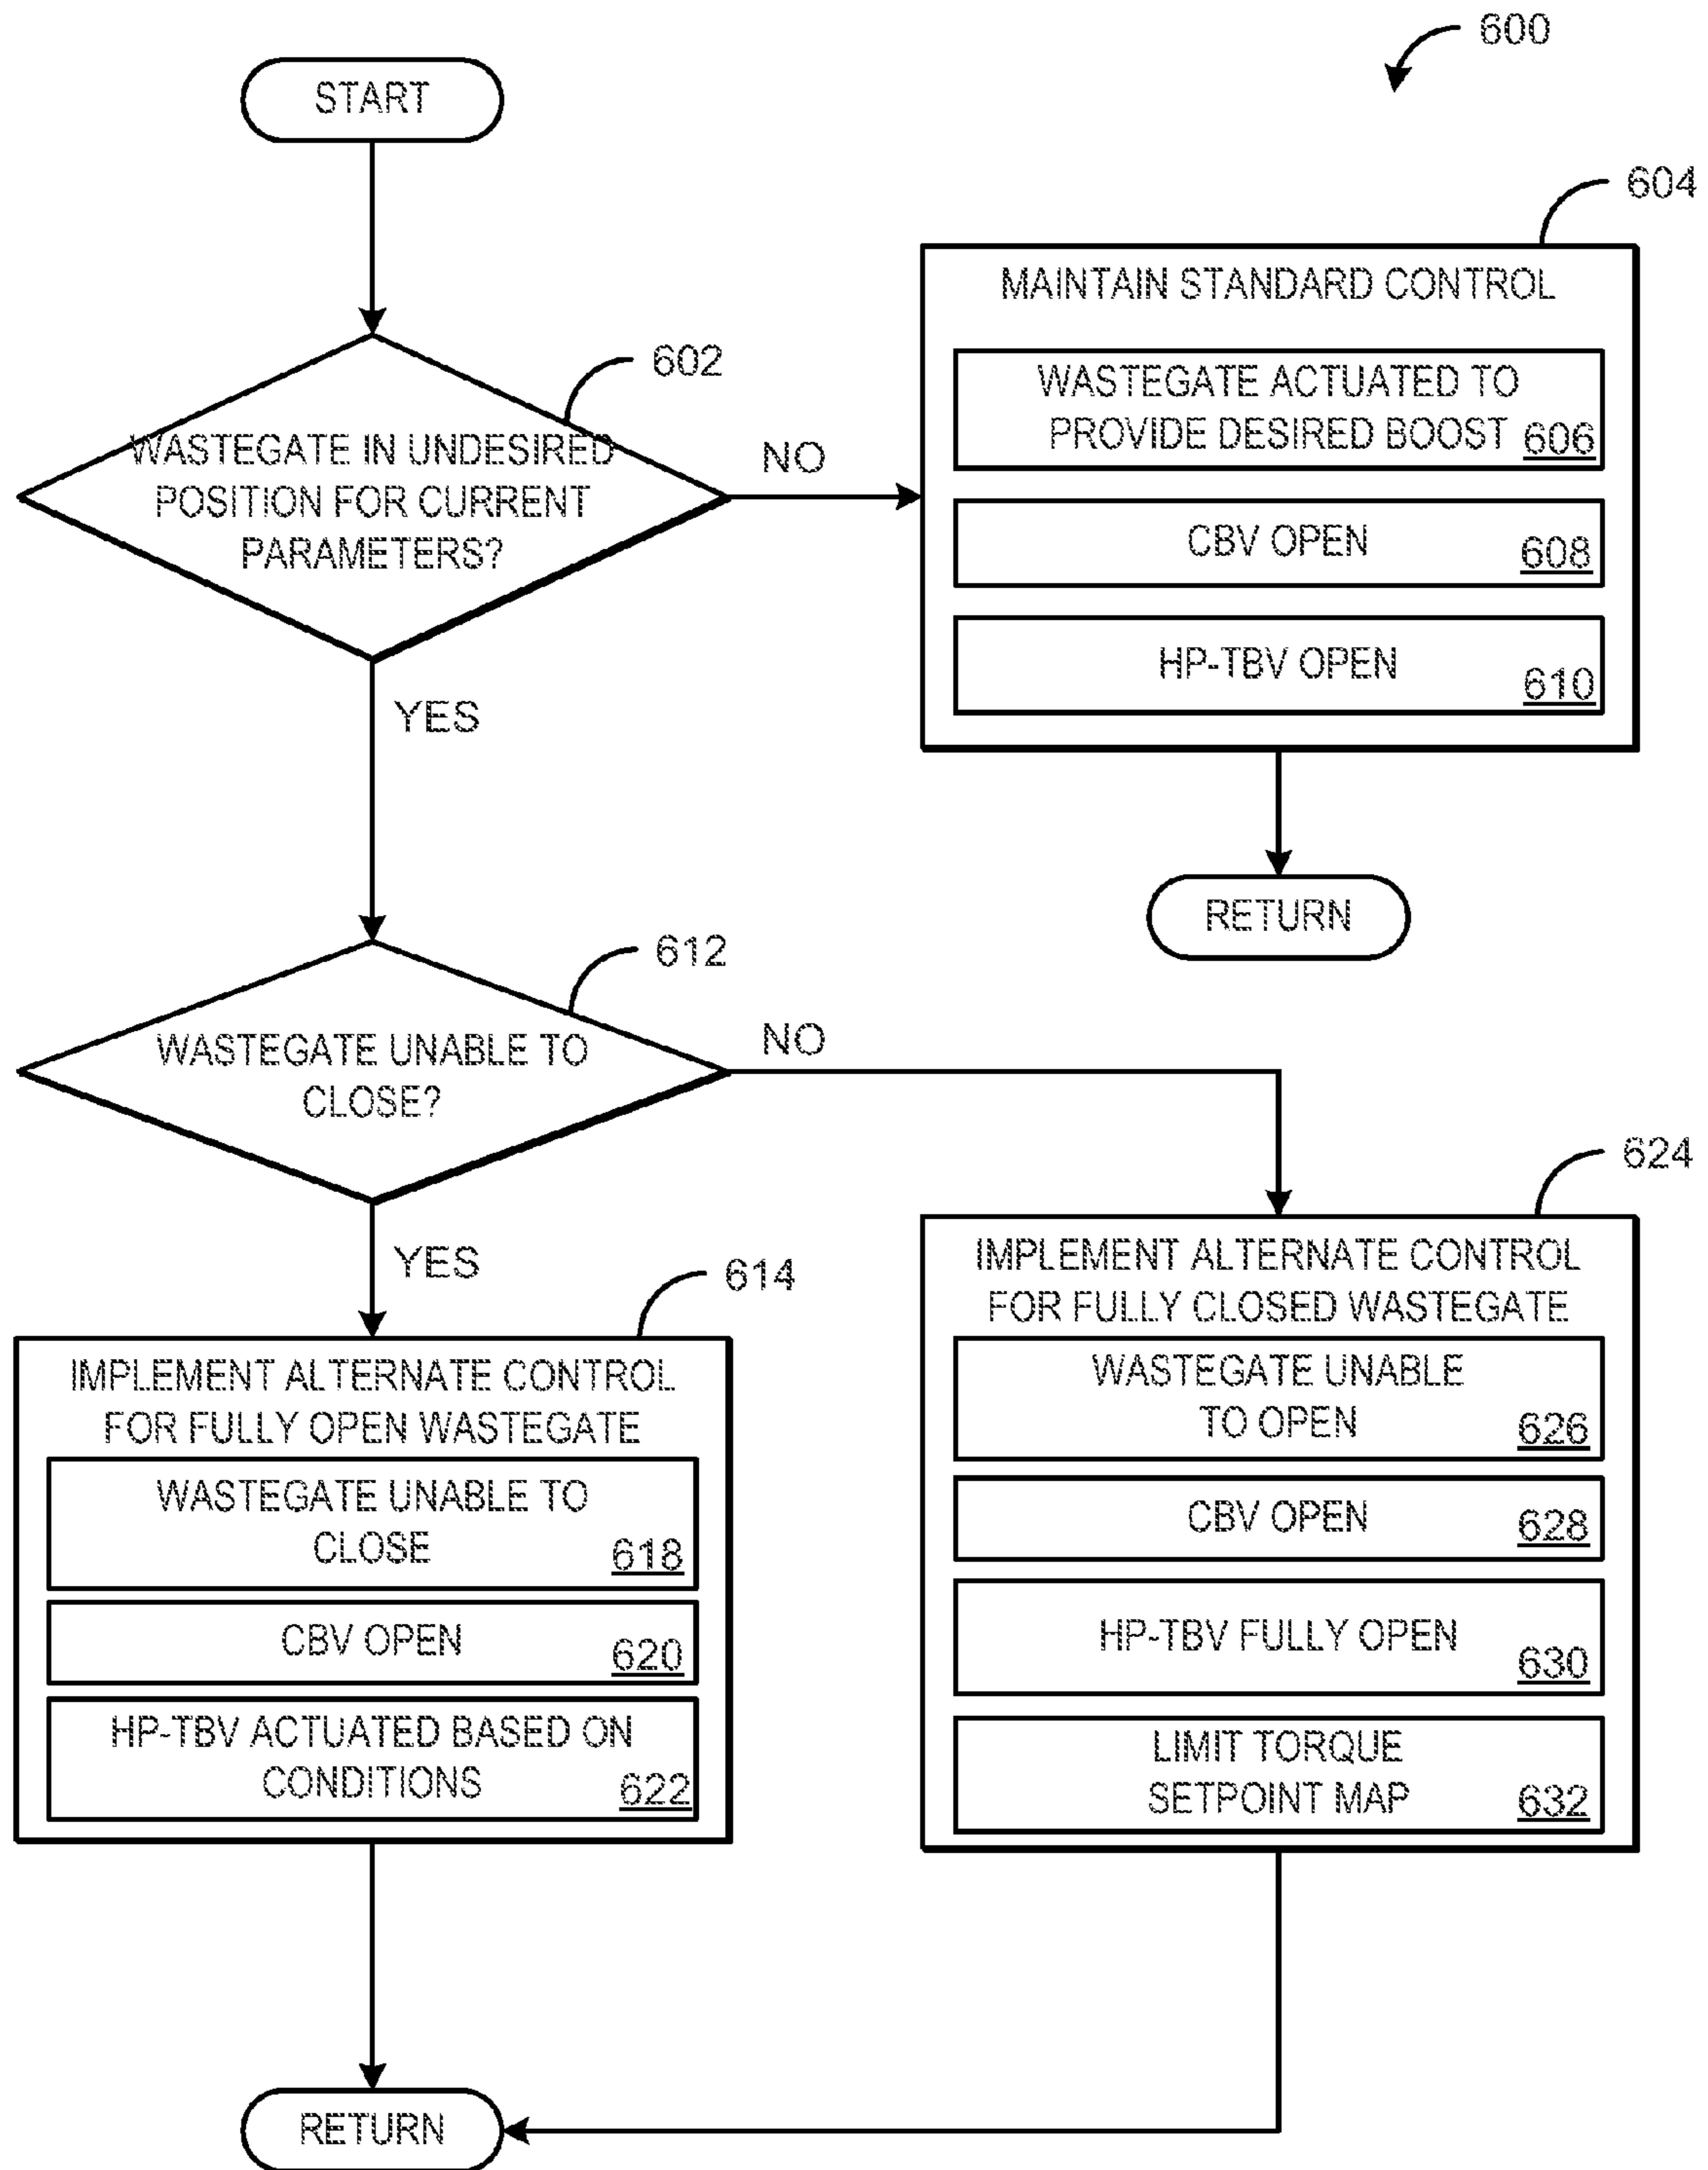 600
START
604
MAINTAIN STANDARD CONTROL
WASTEGATE ACTUATED TO
PROVIDE DESIRED BOOST 606
CBV OPEN 608
HP-TBV OPEN 610
RETURN
602
WASTEGATE IN UNDESIRED
POSITION FOR CURRENT
PARAMETERS?
NO
YES
612
WASTEGATE UNABLE TO
CLOSE?
NO
YES
614
IMPLEMENT ALTERNATE CONTROL
FOR FULLY OPEN WASTEGATE
WASTEGATE UNABLE TO
CLOSE 618
CBV OPEN 620
HP-TBV ACTUATED BASED ON
CONDITIONS 622
624
IMPLEMENT ALTERNATE CONTROL
FOR FULLY CLOSED WASTEGATE
WASTEGATE UNABLE
TO OPEN 626
CBV OPEN 628
HP-TBV FULLY OPEN 630
LIMIT TORQUE
SETPOINT MAP 632
RETURN